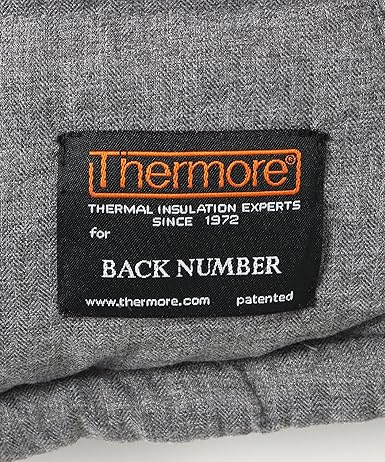 Thermore®
THERMAL INSULATION EXPERTS
SINCE 1972
for
BACK NUMBER
www.thermore.com patented